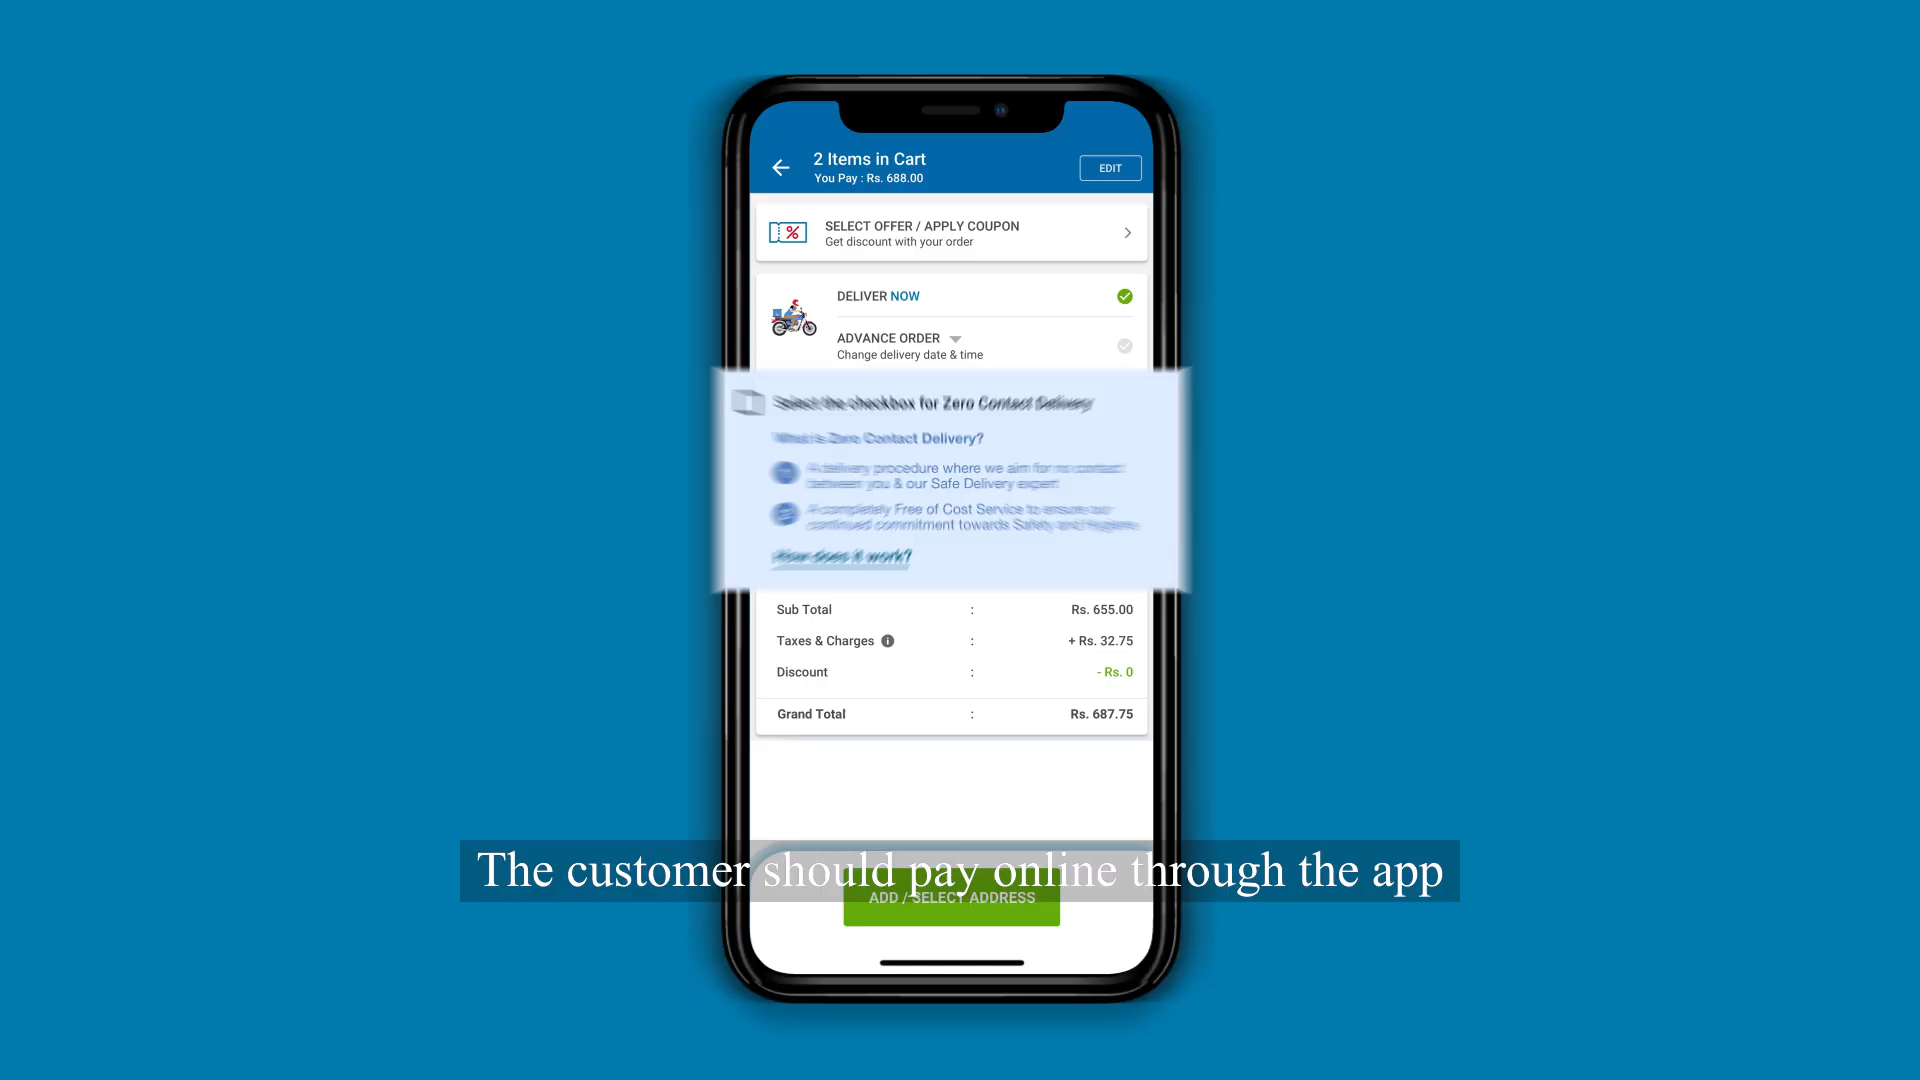 2 Items in Cart
You Pay : Rs. 688.00
EDIT
SELECT OFFER / APPLY COUPON
Get discount with your order
DELIVER NOW
ADVANCE ORDER
Change delivery date & time
Select the checkbox for Zero Contact Delivery
What is Zero Contact Delivery?
A delivery procedure where we aim for no contact
between you & our Safe Delivery expert
A completely Free of Cost Service to ensure our
continued commitment towards Safety and Hygiene
How does it work?
Sub Total : Rs. 655.00
Taxes & Charges : + Rs. 32.75
Discount : - Rs. 0
Grand Total : Rs. 687.75
The customer should pay online through the app
ADD / SELECT ADDRESS